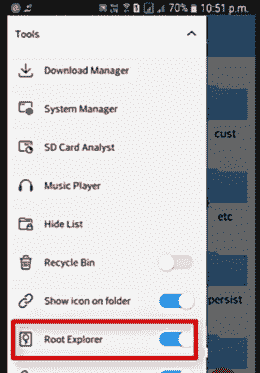 70% 10:51 p.m.
Tools
Download Manager
System Manager
cust
SD Card Analyst
Music Player
etc
Hide List
Recycle Bin
Show icon on folder
persist
Root Explorer